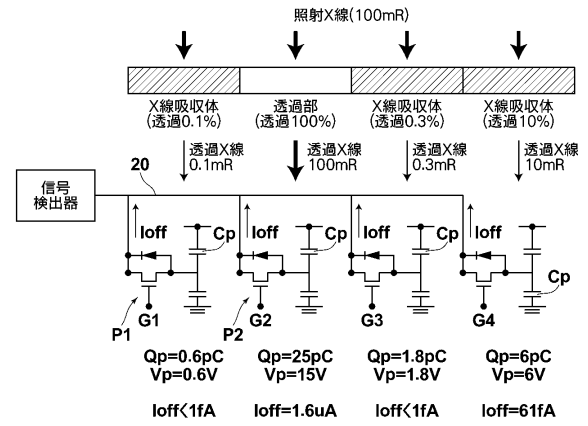 照射X線(100mR)
X線吸収体
(透過0.1%)
透過部
(透過100%)
X線吸収体
(透過0.3%)
X線吸収体
(透過10%)
透過X線
0.1mR
透過X線
100mR
透過X線
0.3mR
透過X線
10mR
20
信号
検出器
Ioff
Cp
Ioff
Cp
Ioff
Cp
Ioff
Cp
P1
G1
P2
G2
G3
G4
Qp=0.6pC
Vp=0.6V
Qp=25pC
Vp=15V
Qp=1.8pC
Vp=1.8V
Qp=6pC
Vp=6V
Ioff<1fA
Ioff=1.6uA
Ioff<1fA
Ioff=61fA